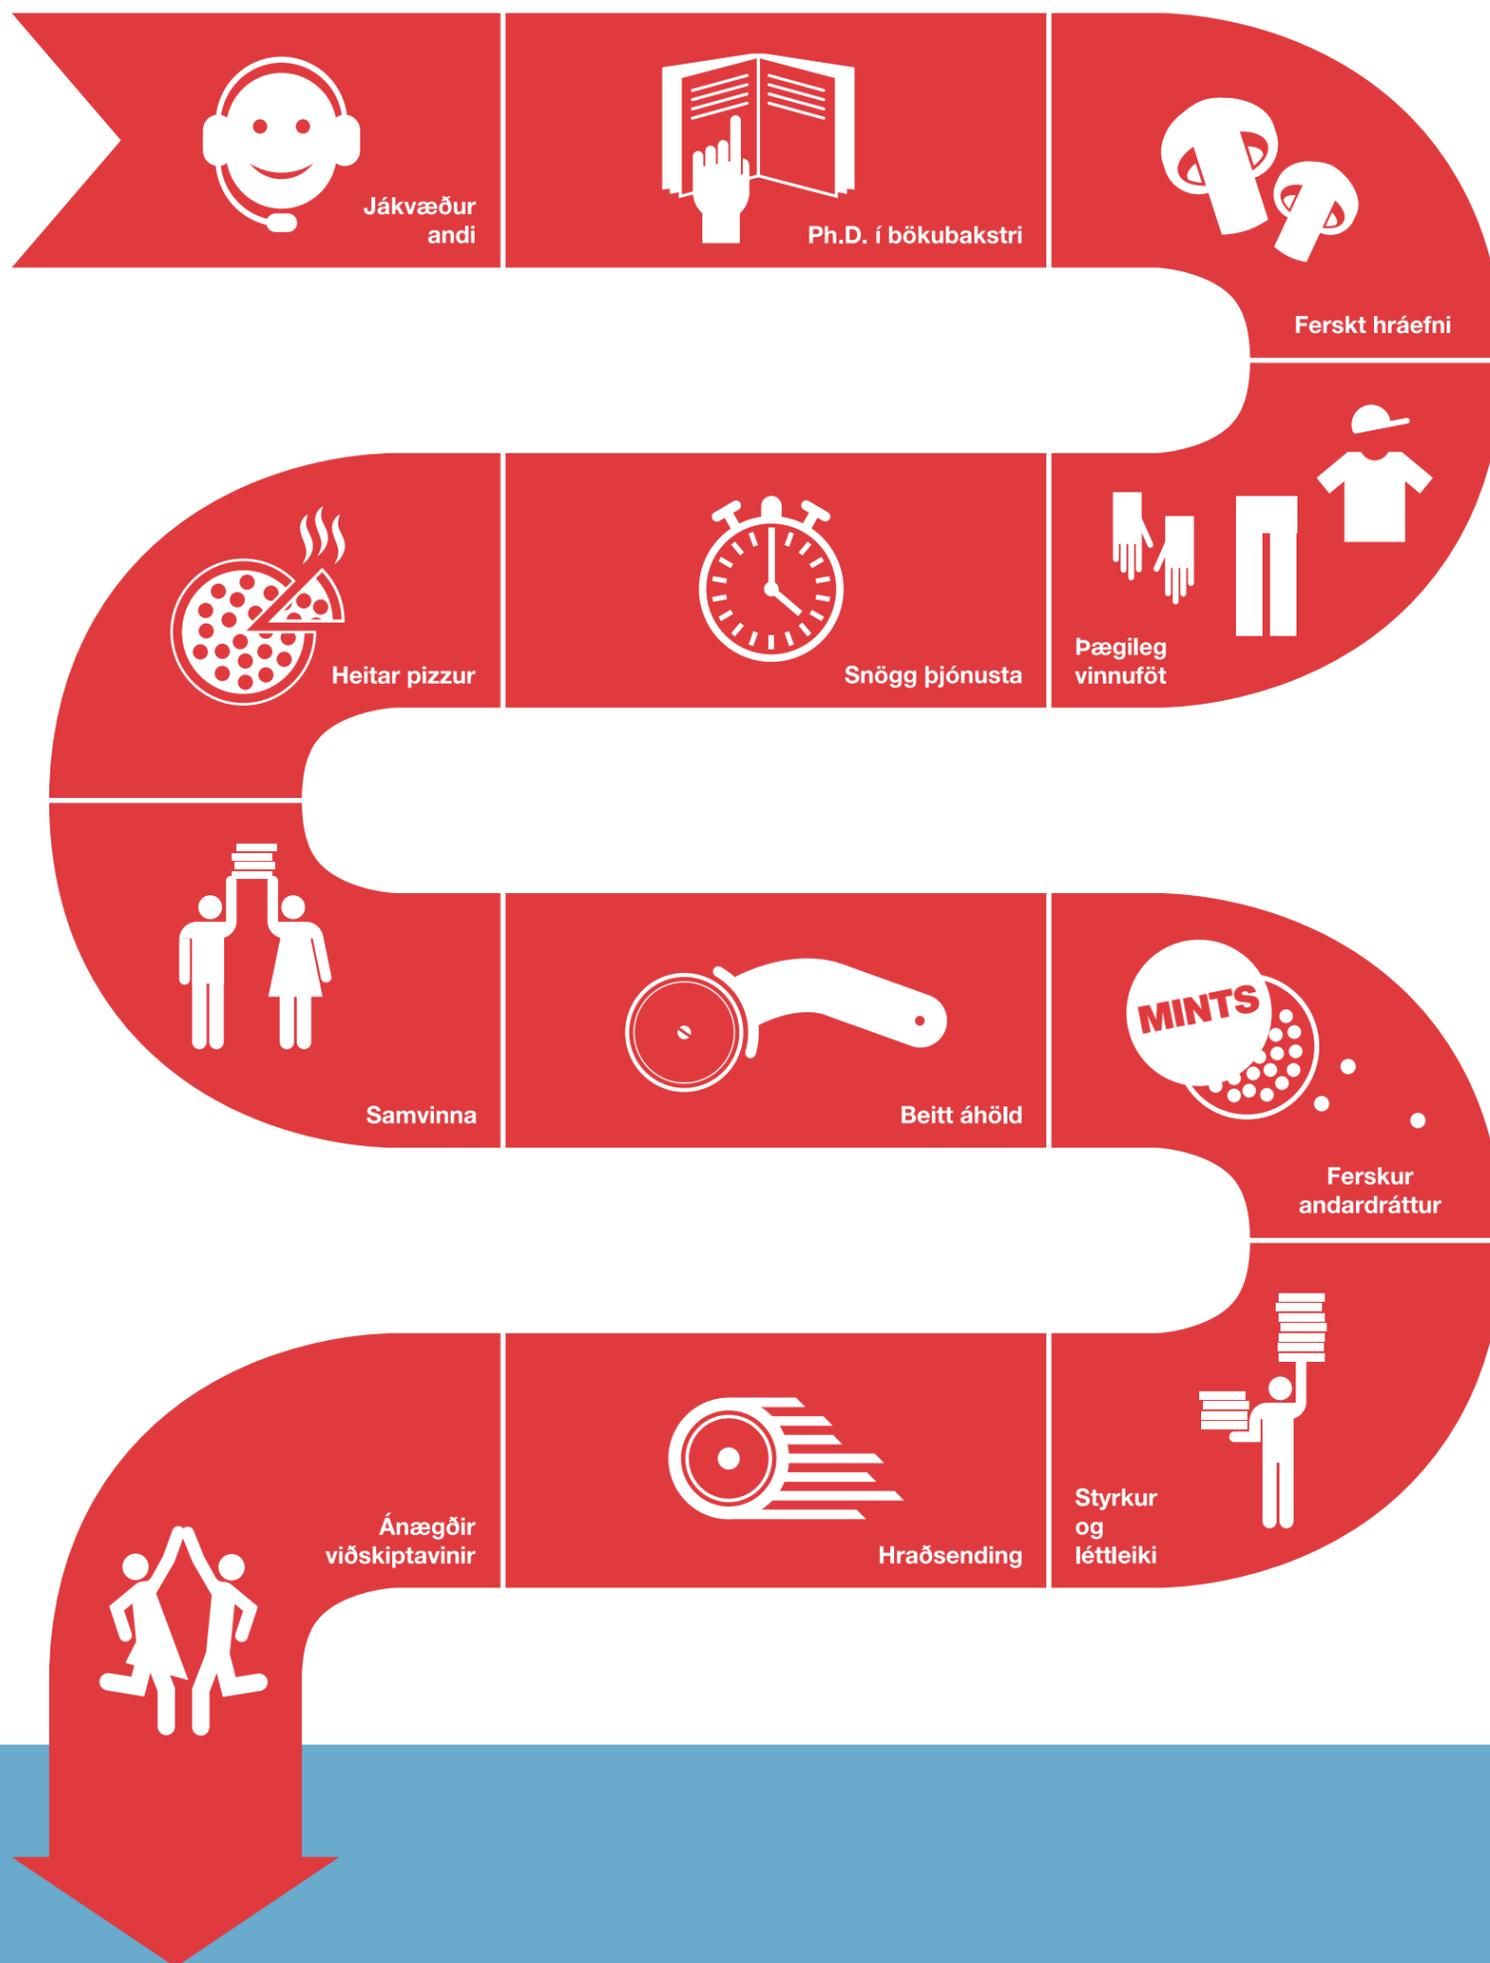 Jákvæður
andi
Ph.D. í bökubakstri
Ferskt hráefni
Þægileg
vinnuföt
Snögg þjónusta
Heitar pizzur
Samvinna
Beitt áhöld
MINTS
Ferskur
andardráttur
Styrkur
og
léttleiki
Hraðsending
Ánægðir
viðskiptavinir